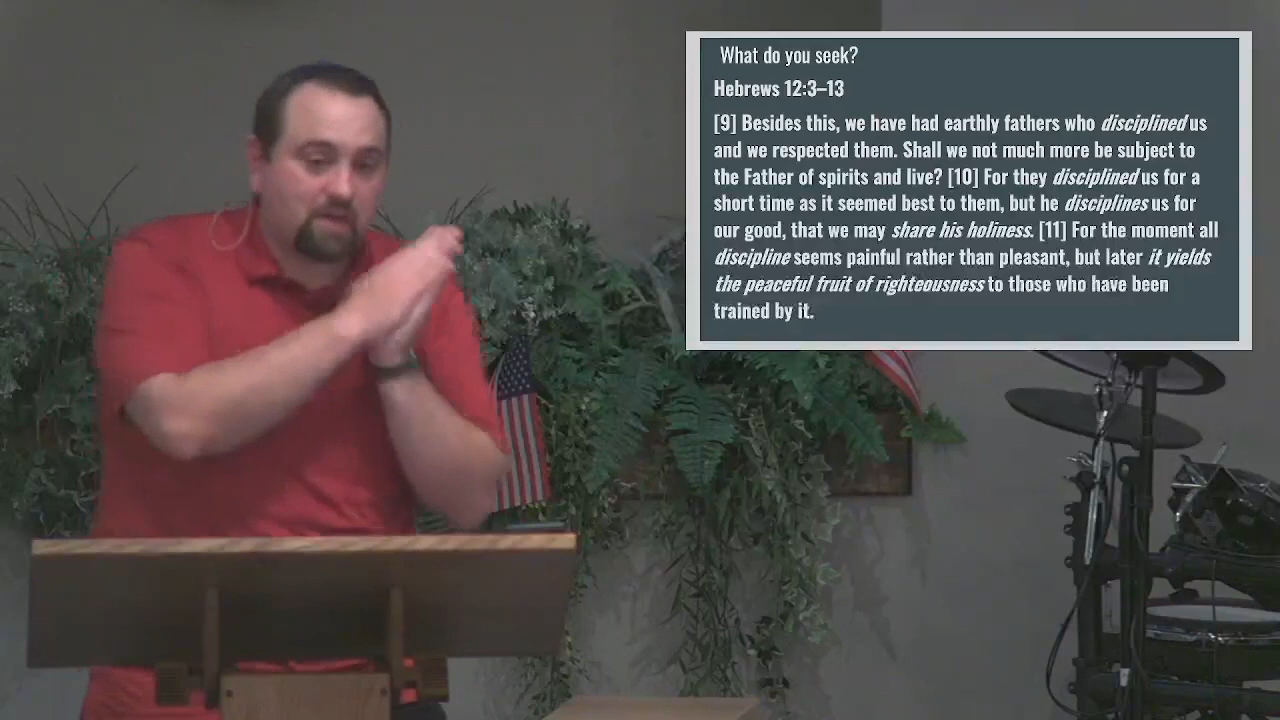 What do you seek?
Hebrews 12:3–13
[9] Besides this, we have had earthly fathers who disciplined us
and we respected them. Shall we not much more be subject to
the Father of spirits and live? [10] For they disciplined us for a
short time as it seemed best to them, but he disciplines us for
our good, that we may share his holiness. [11] For the moment all
discipline seems painful rather than pleasant, but later it yields
the peaceful fruit of righteousness to those who have been
trained by it.